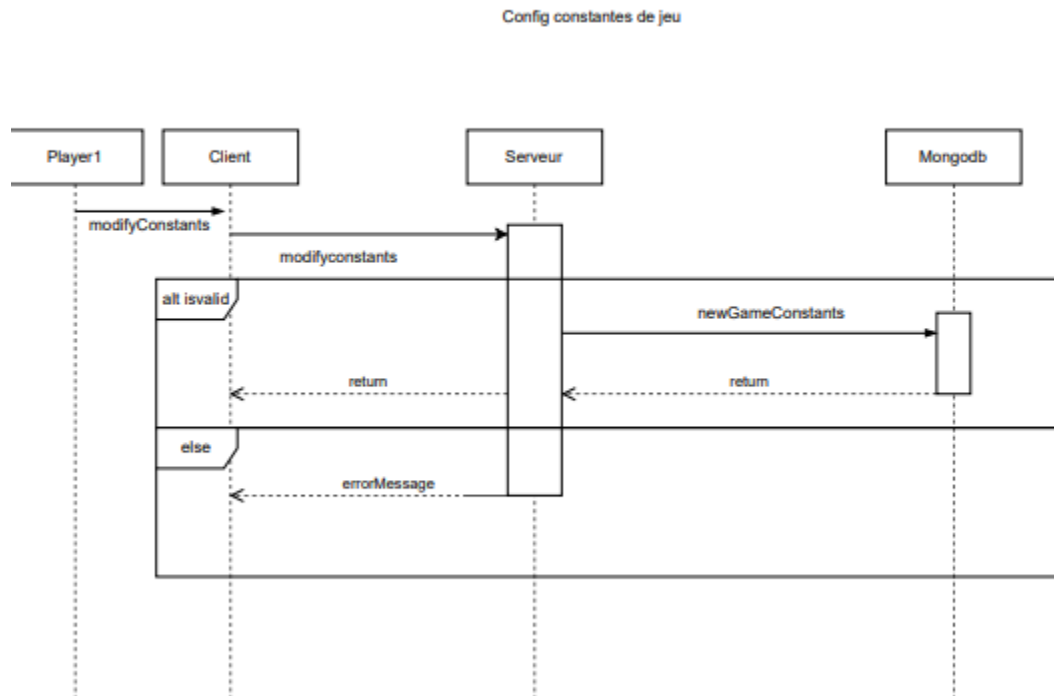 Config constantes de jeu
Player1
Client
Serveur
Mongodb
modifyConstants
modifyconstants
alt isvalid
newGameConstants
return
return
else
errorMessage